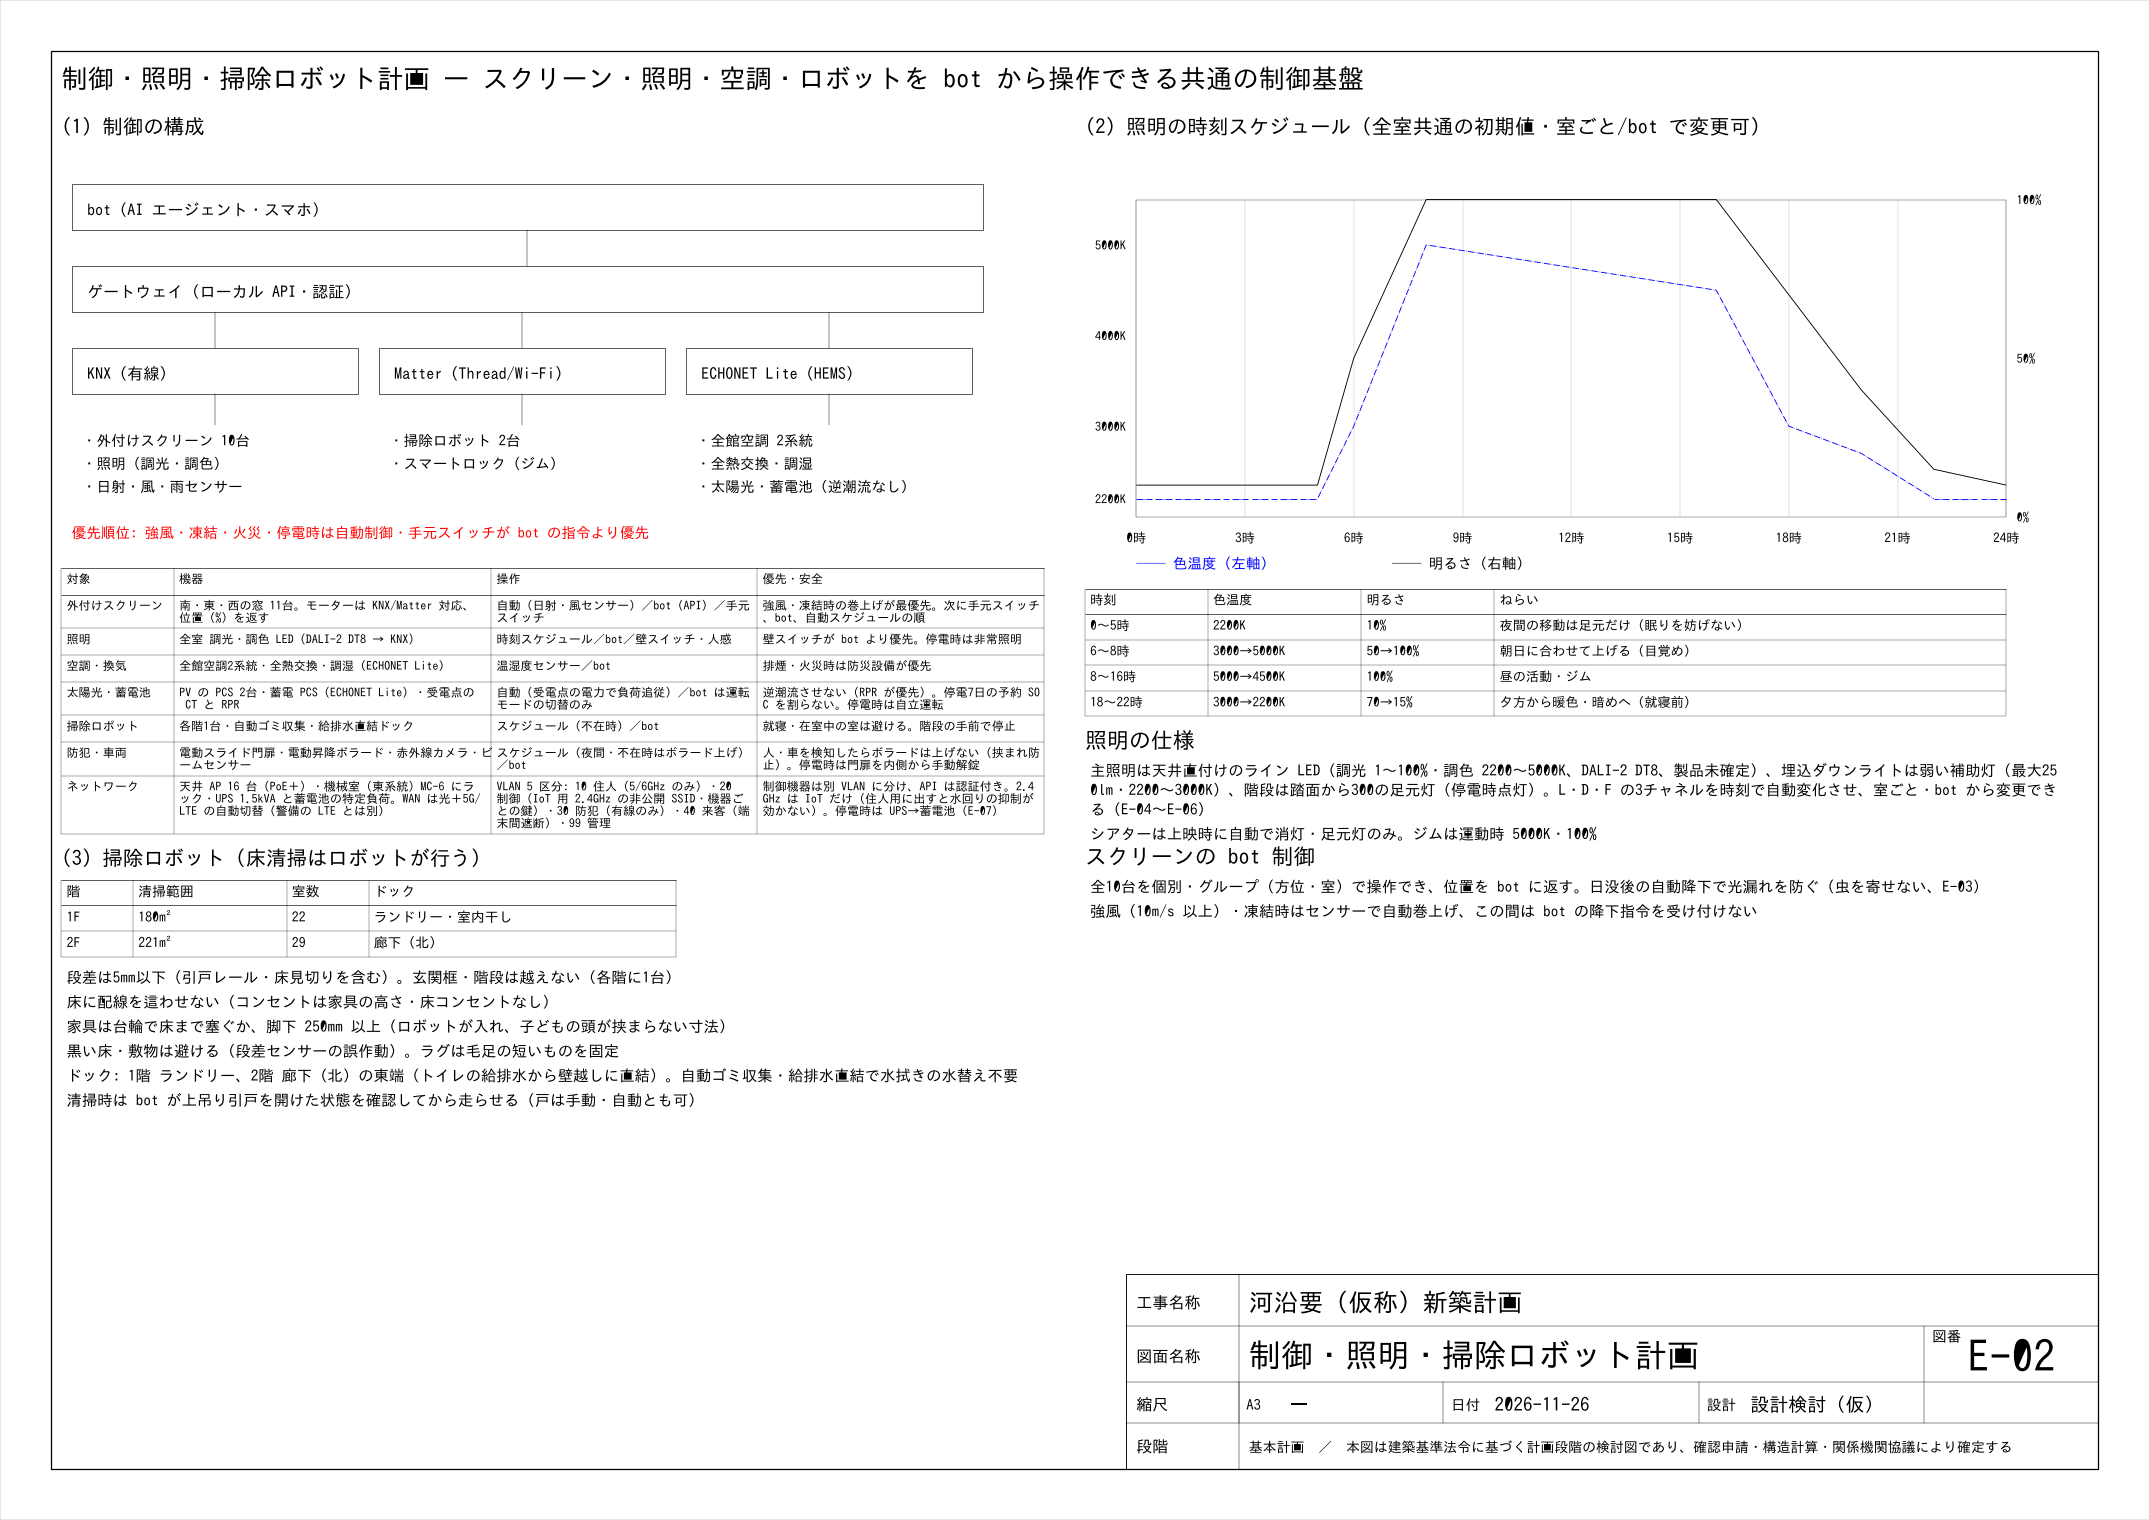 制御・照明・掃除ロボット計画 ー スクリーン・照明・空調・ロボットを bot から操作できる共通の制御基盤
(1) 制御の構成
bot（AI エージェント・スマホ）
ゲートウェイ（ローカル API・認証）
KNX（有線）
Matter（Thread/Wi-Fi）
ECHONET Lite（HEMS）
・外付けスクリーン 10台
・照明（調光・調色）
・日射・風・雨センサー
・掃除ロボット 2台
・スマートロック（ジム）
・全館空調 2系統
・全熱交換・調湿
・太陽光・蓄電池（逆潮流なし）
優先順位: 強風・凍結・火災・停電時は自動制御・手元スイッチが bot の指令より優先
対象 機器 操作 優先・安全
外付けスクリーン 南・東・西の窓 11台。モーターは KNX/Matter 対応、
位置（%）を返す 自動（日射・風センサー）／bot（API）／手元
スイッチ 強風・凍結時の巻上げが最優先。次に手元スイッチ
、bot、自動スケジュールの順
照明 全室 調光・調色 LED（DALI-2 DT8 → KNX） 時刻スケジュール／bot／壁スイッチ・人感 壁スイッチが bot より優先。停電時は非常照明
空調・換気 全館空調2系統・全熱交換・調湿（ECHONET Lite） 温湿度センサー／bot 排煙・火災時は防災設備が優先
太陽光・蓄電池 PV の PCS 2台・蓄電 PCS（ECHONET Lite）・受電点の
CT と RPR 自動（受電点の電力で負荷追従）／bot は運転
モードの切替のみ 逆潮流させない（RPR が優先）。停電7日の予約 SO
C を割らない。停電時は自立運転
掃除ロボット 各階1台・自動ゴミ収集・給排水直結ドック スケジュール（不在時）／bot 就寝・在室中の室は避ける。階段の手前で停止
防犯・車両 電動スライド門扉・電動昇降ボラード・赤外線カメラ・ビ
ームセンサー スケジュール（夜間・不在時はボラード上げ）
／bot 人・車を検知したらボラードは上げない（挟まれ防
止）。停電時は門扉を内側から手動解錠
ネットワーク 天井 AP 16 台（PoE＋）・機械室（東系統）MC-6 にラ
ック・UPS 1.5kVA と蓄電池の特定負荷。WAN は光＋5G/
LTE の自動切替（警備の LTE とは別） VLAN 5 区分: 10 住人（5/6GHz のみ）・20
制御（IoT 用 2.4GHz の非公開 SSID・機器ご
との鍵）・30 防犯（有線のみ）・40 来客（端
末間遮断）・99 管理 制御機器は別 VLAN に分け、API は認証付き。2.4
GHz は IoT だけ（住人用に出すと水回りの抑制が
効かない）。停電時は UPS→蓄電池（E-07）
(3) 掃除ロボット（床清掃はロボットが行う）
階 清掃範囲 室数 ドック
1F 180m² 22 ランドリー・室内干し
2F 221m² 29 廊下（北）
段差は5mm以下（引戸レール・床見切りを含む）。玄関框・階段は越えない（各階に1台）
床に配線を這わせない（コンセントは家具の高さ・床コンセントなし）
家具は台輪で床まで塞ぐか、脚下 250mm 以上（ロボットが入れ、子どもの頭が挟まらない寸法）
黒い床・敷物は避ける（段差センサーの誤作動）。ラグは毛足の短いものを固定
ドック: 1階 ランドリー、2階 廊下（北）の東端（トイレの給排水から壁越しに直結）。自動ゴミ収集・給排水直結で水拭きの水替え不要
清掃時は bot が上吊り引戸を開けた状態を確認してから走らせる（戸は手動・自動とも可）
(2) 照明の時刻スケジュール（全室共通の初期値・室ごと/bot で変更可）
5000K
4000K
3000K
2200K
100%
50%
0%
0時 3時 6時 9時 12時 15時 18時 21時 24時
色温度（左軸） 明るさ（右軸）
時刻 色温度 明るさ ねらい
0～5時 2200K 10% 夜間の移動は足元だけ（眠りを妨げない）
6～8時 3000→5000K 50→100% 朝日に合わせて上げる（目覚め）
8～16時 5000→4500K 100% 昼の活動・ジム
18～22時 3000→2200K 70→15% 夕方から暖色・暗めへ（就寝前）
照明の仕様
主照明は天井直付けのライン LED（調光 1～100%・調色 2200～5000K、DALI-2 DT8、製品未確定）、埋込ダウンライトは弱い補助灯（最大25
0lm・2200～3000K）、階段は踏面から300の足元灯（停電時点灯）。L・D・F の3チャネルを時刻で自動変化させ、室ごと・bot から変更でき
る（E-04～E-06）
シアターは上映時に自動で消灯・足元灯のみ。ジムは運動時 5000K・100%
スクリーンの bot 制御
全10台を個別・グループ（方位・室）で操作でき、位置を bot に返す。日没後の自動降下で光漏れを防ぐ（虫を寄せない、E-03）
強風（10m/s 以上）・凍結時はセンサーで自動巻上げ、この間は bot の降下指令を受け付けない
工事名称 河沿要（仮称）新築計画
図面名称 制御・照明・掃除ロボット計画 図番 E-02
縮尺 A3 ー 日付 2026-11-26 設計 設計検討（仮）
段階 基本計画 ／ 本図は建築基準法令に基づく計画段階の検討図であり、確認申請・構造計算・関係機関協議により確定する